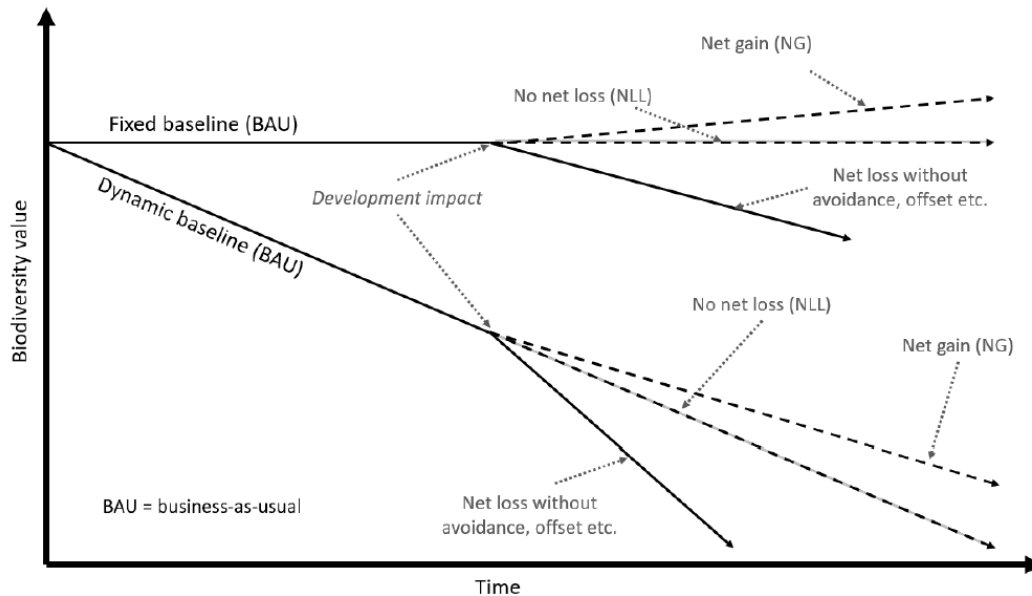 Net gain (NG)
No net loss (NLL)
Fixed baseline (BAU)
Development impact
Net loss without
avoidance, offset etc.
Dynamic baseline (BAU)
Biodiversity value
No net loss (NLL)
Net gain (NG)
BAU = business-as-usual
Net loss without
avoidance, offset etc.
Time